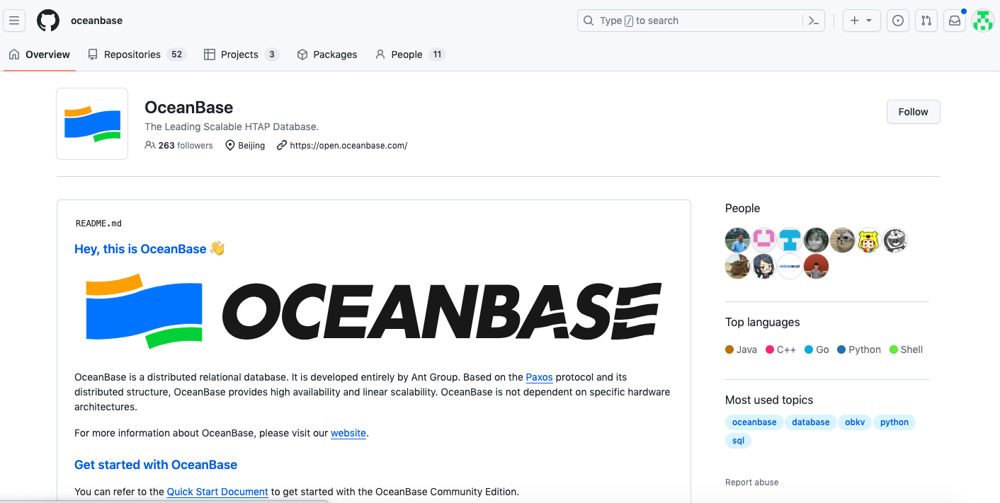 oceanbase
Type / to search
Overview
Repositories 52
Projects 3
Packages
People 11
OceanBase
The Leading Scalable HTAP Database.
263 followers
Beijing
https://open.oceanbase.com/
Follow
README.md
Hey, this is OceanBase 👋
OCEANBASE
OceanBase is a distributed relational database. It is developed entirely by Ant Group. Based on the Paxos protocol and its
distributed structure, OceanBase provides high availability and linear scalability. OceanBase is not dependent on specific hardware
architectures.
For more information about OceanBase, please visit our website.
Get started with OceanBase
You can refer to the Quick Start Document to get started with the OceanBase Community Edition.
People
OCEANBASE
Top languages
Java C++ Go Python Shell
Most used topics
oceanbase database obkv python
sql
Report abuse